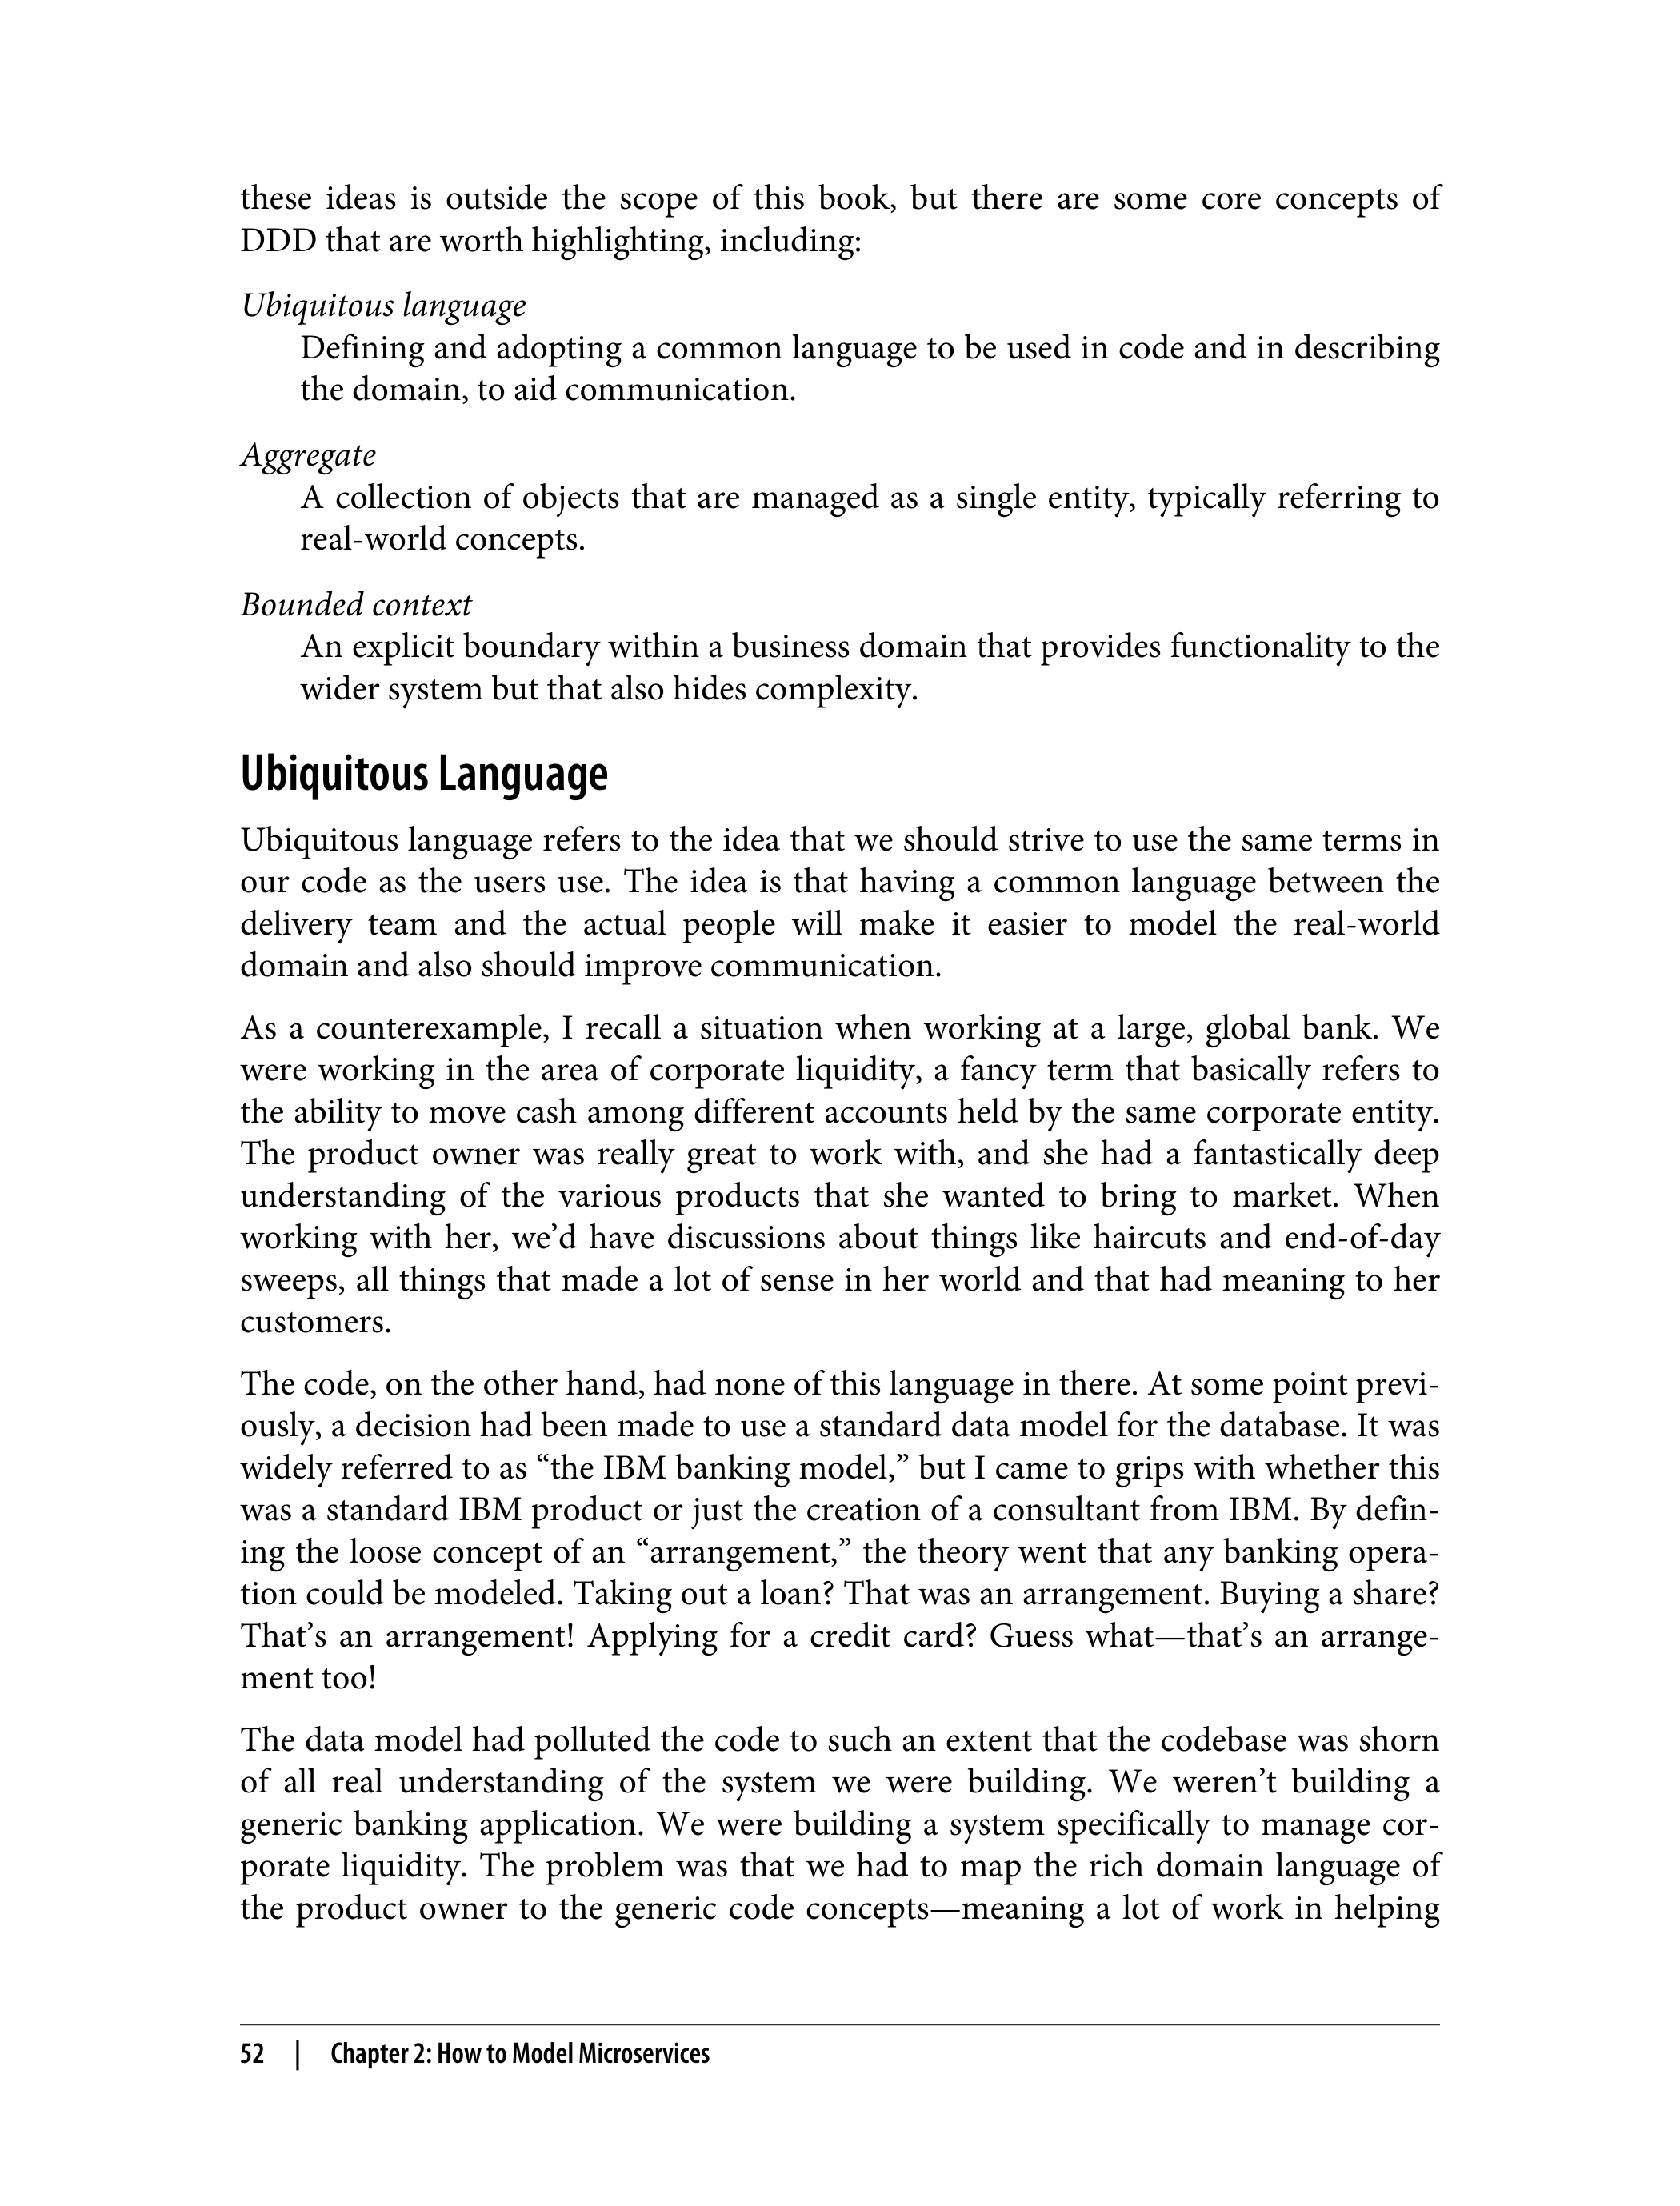 these ideas is outside the scope of this book, but there are some core concepts of
DDD that are worth highlighting, including:
Ubiquitous language
Defining and adopting a common language to be used in code and in describing
the domain, to aid communication.
Aggregate
A collection of objects that are managed as a single entity, typically referring to
real-world concepts.
Bounded context
An explicit boundary within a business domain that provides functionality to the
wider system but that also hides complexity.
Ubiquitous Language
Ubiquitous language refers to the idea that we should strive to use the same terms in
our code as the users use. The idea is that having a common language between the
delivery team and the actual people will make it easier to model the real-world
domain and also should improve communication.
As a counterexample, I recall a situation when working at a large, global bank. We
were working in the area of corporate liquidity, a fancy term that basically refers to
the ability to move cash among different accounts held by the same corporate entity.
The product owner was really great to work with, and she had a fantastically deep
understanding of the various products that she wanted to bring to market. When
working with her, we’d have discussions about things like haircuts and end-of-day
sweeps, all things that made a lot of sense in her world and that had meaning to her
customers.
The code, on the other hand, had none of this language in there. At some point previ-
ously, a decision had been made to use a standard data model for the database. It was
widely referred to as “the IBM banking model,” but I came to grips with whether this
was a standard IBM product or just the creation of a consultant from IBM. By defin-
ing the loose concept of an “arrangement,” the theory went that any banking opera-
tion could be modeled. Taking out a loan? That was an arrangement. Buying a share?
That’s an arrangement! Applying for a credit card? Guess what—that’s an arrange-
ment too!
The data model had polluted the code to such an extent that the codebase was shorn
of all real understanding of the system we were building. We weren’t building a
generic banking application. We were building a system specifically to manage cor-
porate liquidity. The problem was that we had to map the rich domain language of
the product owner to the generic code concepts—meaning a lot of work in helping
52 | Chapter 2: How to Model Microservices